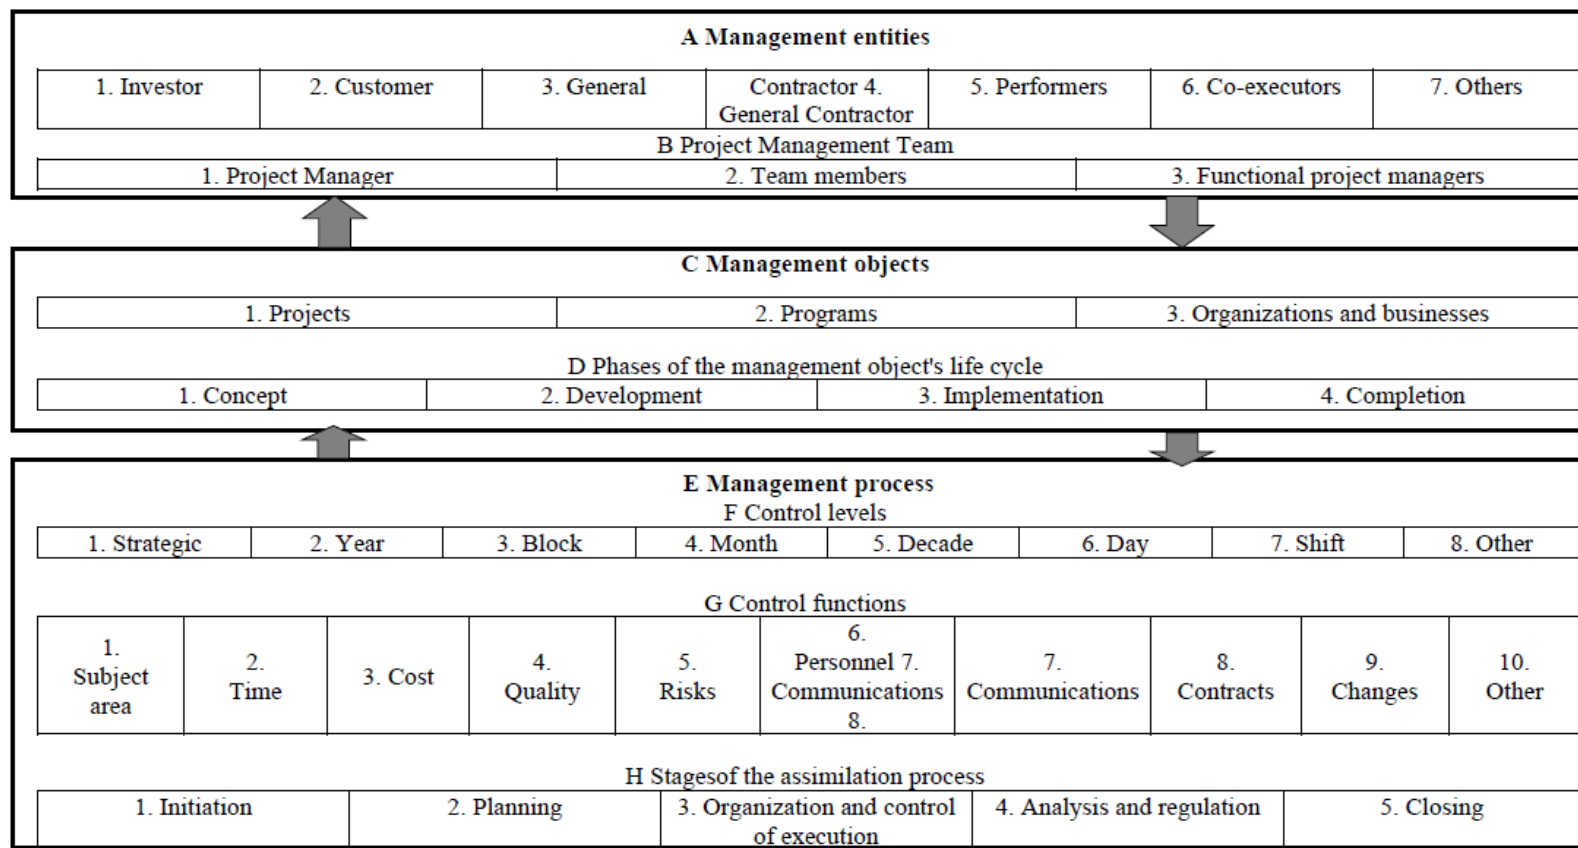 A Management entities
1. Investor 2. Customer 3. General Contractor 4. 5. Performers 6. Co-executors 7. Others
General Contractor
B Project Management Team
1. Project Manager 2. Team members 3. Functional project managers
C Management objects
1. Projects 2. Programs 3. Organizations and businesses
D Phases of the management object's life cycle
1. Concept 2. Development 3. Implementation 4. Completion
E Management process
F Control levels
1. Strategic 2. Year 3. Block 4. Month 5. Decade 6. Day 7. Shift 8. Other
G Control functions
1.
Subject
area
2.
Time
3. Cost
4.
Quality
5.
Risks
6.
Personnel 7.
Communications
8.
7.
Communications
8.
Contracts
9.
Changes
10.
Other
H Stagesof the assimilation process
1. Initiation 2. Planning 3. Organization and control 4. Analysis and regulation 5. Closing
of execution